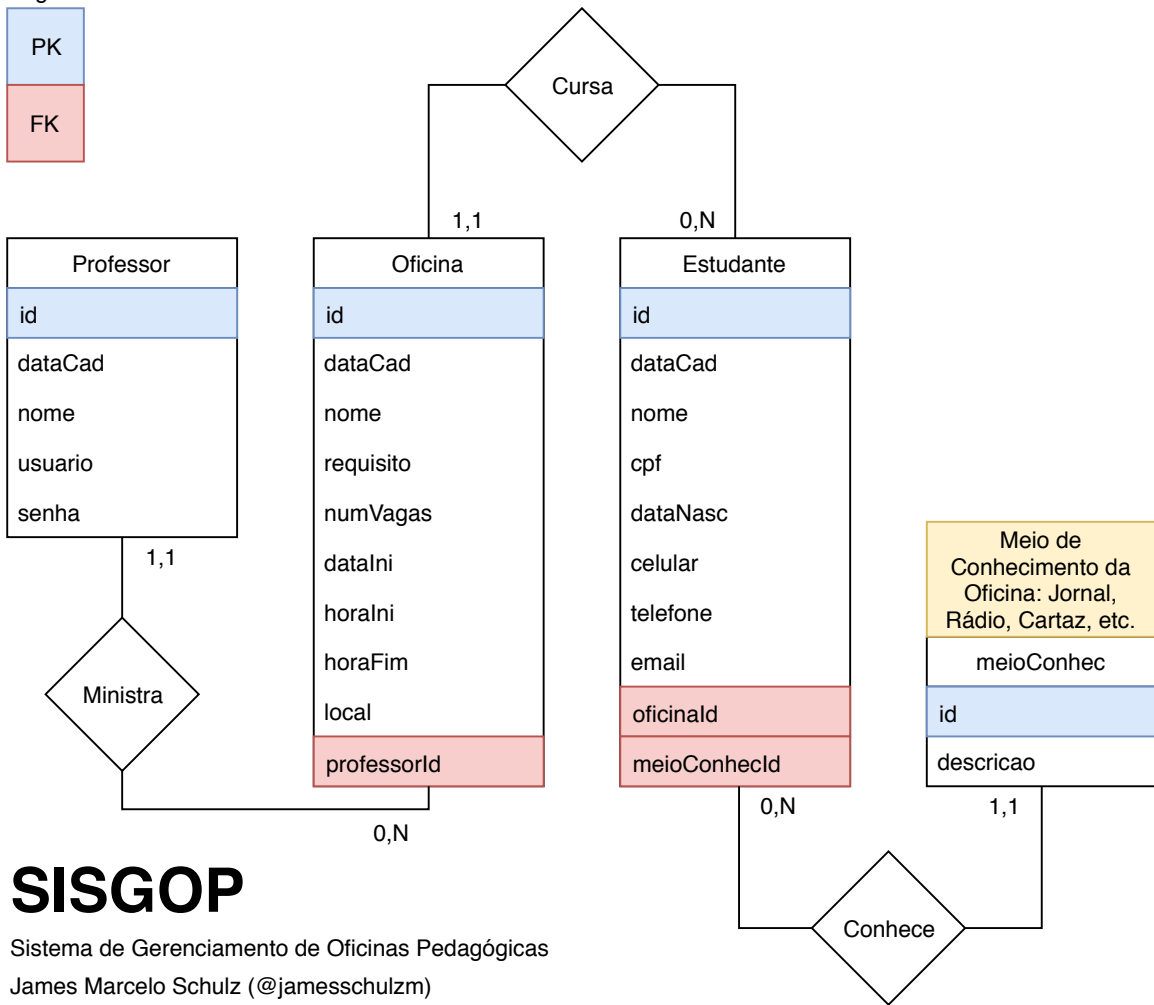 PK
FK
Cursa
1,1
0,N
Professor
id
dataCad
nome
usuario
senha
1,1
Ministra
Oficina
id
dataCad
nome
requisito
numVagas
dataIni
horaIni
horaFim
local
professorId
0,N
Estudante
id
dataCad
nome
cpf
dataNasc
celular
telefone
email
oficinaId
meioConhecId
0,N
Meio de
Conhecimento da
Oficina: Jornal,
Rádio, Cartaz, etc.
meioConhec
id
descricao
1,1
Conhece
SISGOP
Sistema de Gerenciamento de Oficinas Pedagógicas
James Marcelo Schulz (@jamesschulzm)